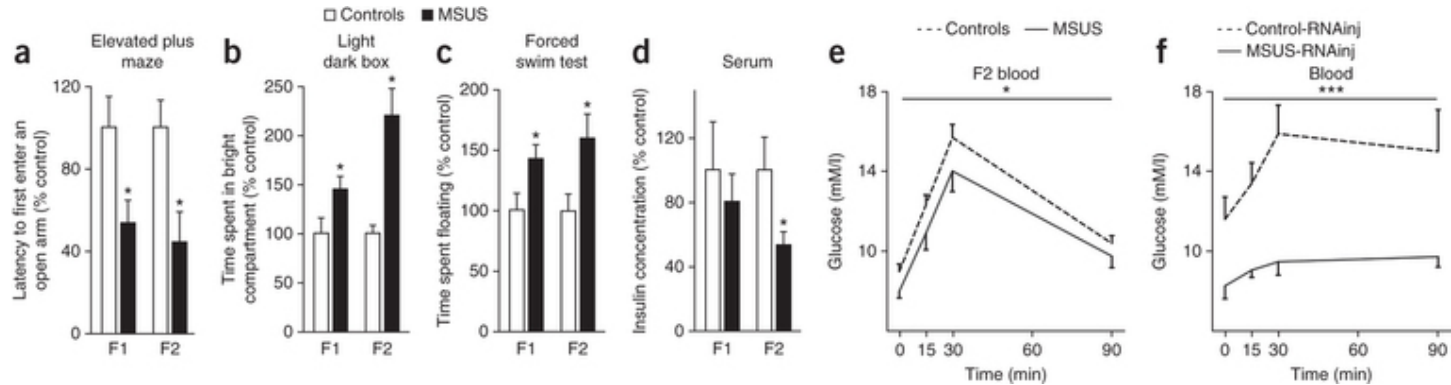 Controls MSUS
a
Elevated plus
maze
Latency to first enter an
open arm (% control)
120
80
40
0
*
*
F1 F2
b
Light
dark box
Time spent in bright
compartment (% control)
250
200
150
100
50
0
*
*
F1 F2
c
Forced
swim test
Time spent floating (% control)
200
150
100
50
0
*
*
F1 F2
d
Serum
Insulin concentration (% control)
120
80
40
0
*
F1 F2
e
Controls MSUS
F2 blood
*
Glucose (mM/l)
18
14
10
0 15 30 60 90
Time (min)
f
Control-RNAinj
MSUS-RNAinj
Blood
***
Glucose (mM/l)
18
14
10
0 15 30 60 90
Time (min)